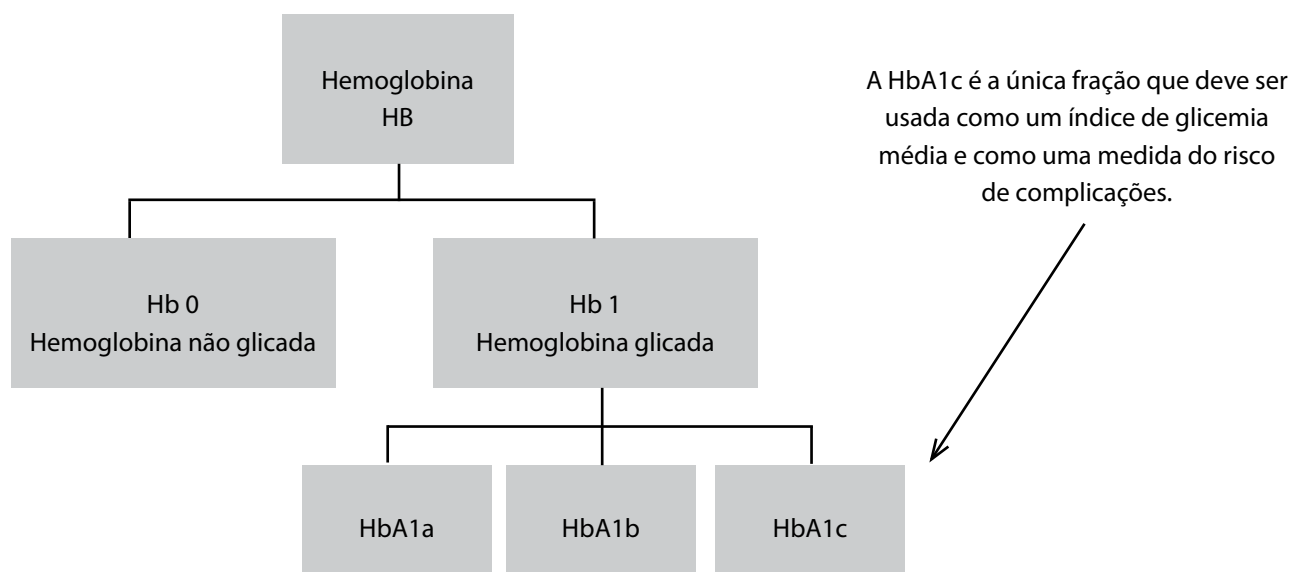 Hemoglobina
HB
A HbA1c é a única fração que deve ser
usada como um índice de glicemia
média e como uma medida do risco
de complicações.
Hb 0
Hemoglobina não glicada
Hb 1
Hemoglobina glicada
HbA1a
HbA1b
HbA1c